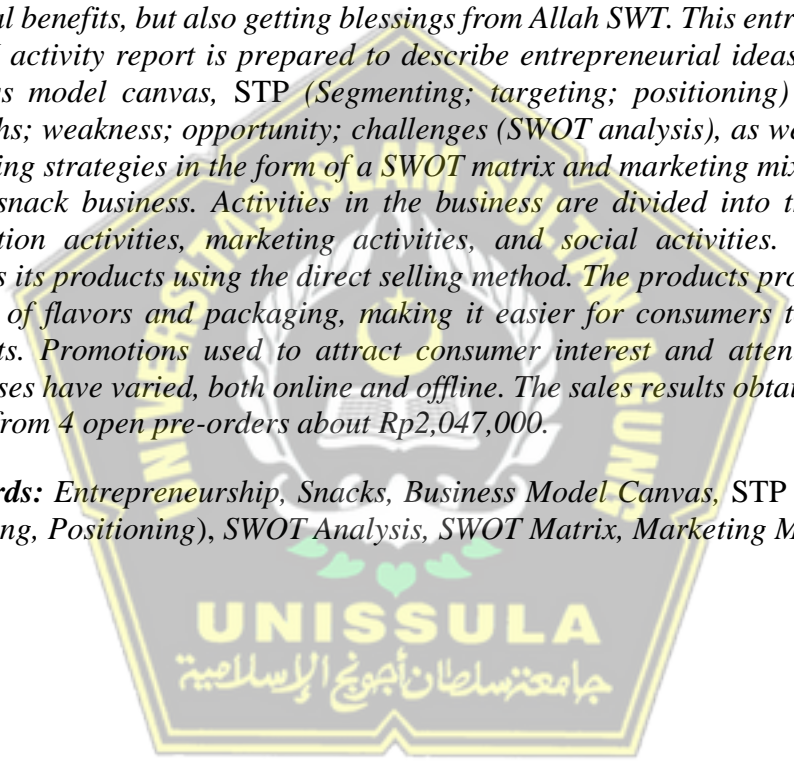 al benefits, but also getting blessings from Allah SWT. This entr
activity report is prepared to describe entrepreneurial ideas
s model canvas, STP (Segmenting; targeting; positioning)
hs; weakness; opportunity; challenges (SWOT analysis), as we
ing strategies in the form of a SWOT matrix and marketing mix
snack business. Activities in the business are divided into t
tion activities, marketing activities, and social activities.
s its products using the direct selling method. The products pro
of flavors and packaging, making it easier for consumers t
ts. Promotions used to attract consumer interest and atten
ses have varied, both online and offline. The sales results obta
from 4 open pre-orders about Rp2,047,000.
rds: Entrepreneurship, Snacks, Business Model Canvas, STP
ng, Positioning), SWOT Analysis, SWOT Matrix, Marketing M
UNIVERSITAS ISLAM SULTAN AGUNG
UNISSULA
جامعتسلطان أجونج الإسلامية